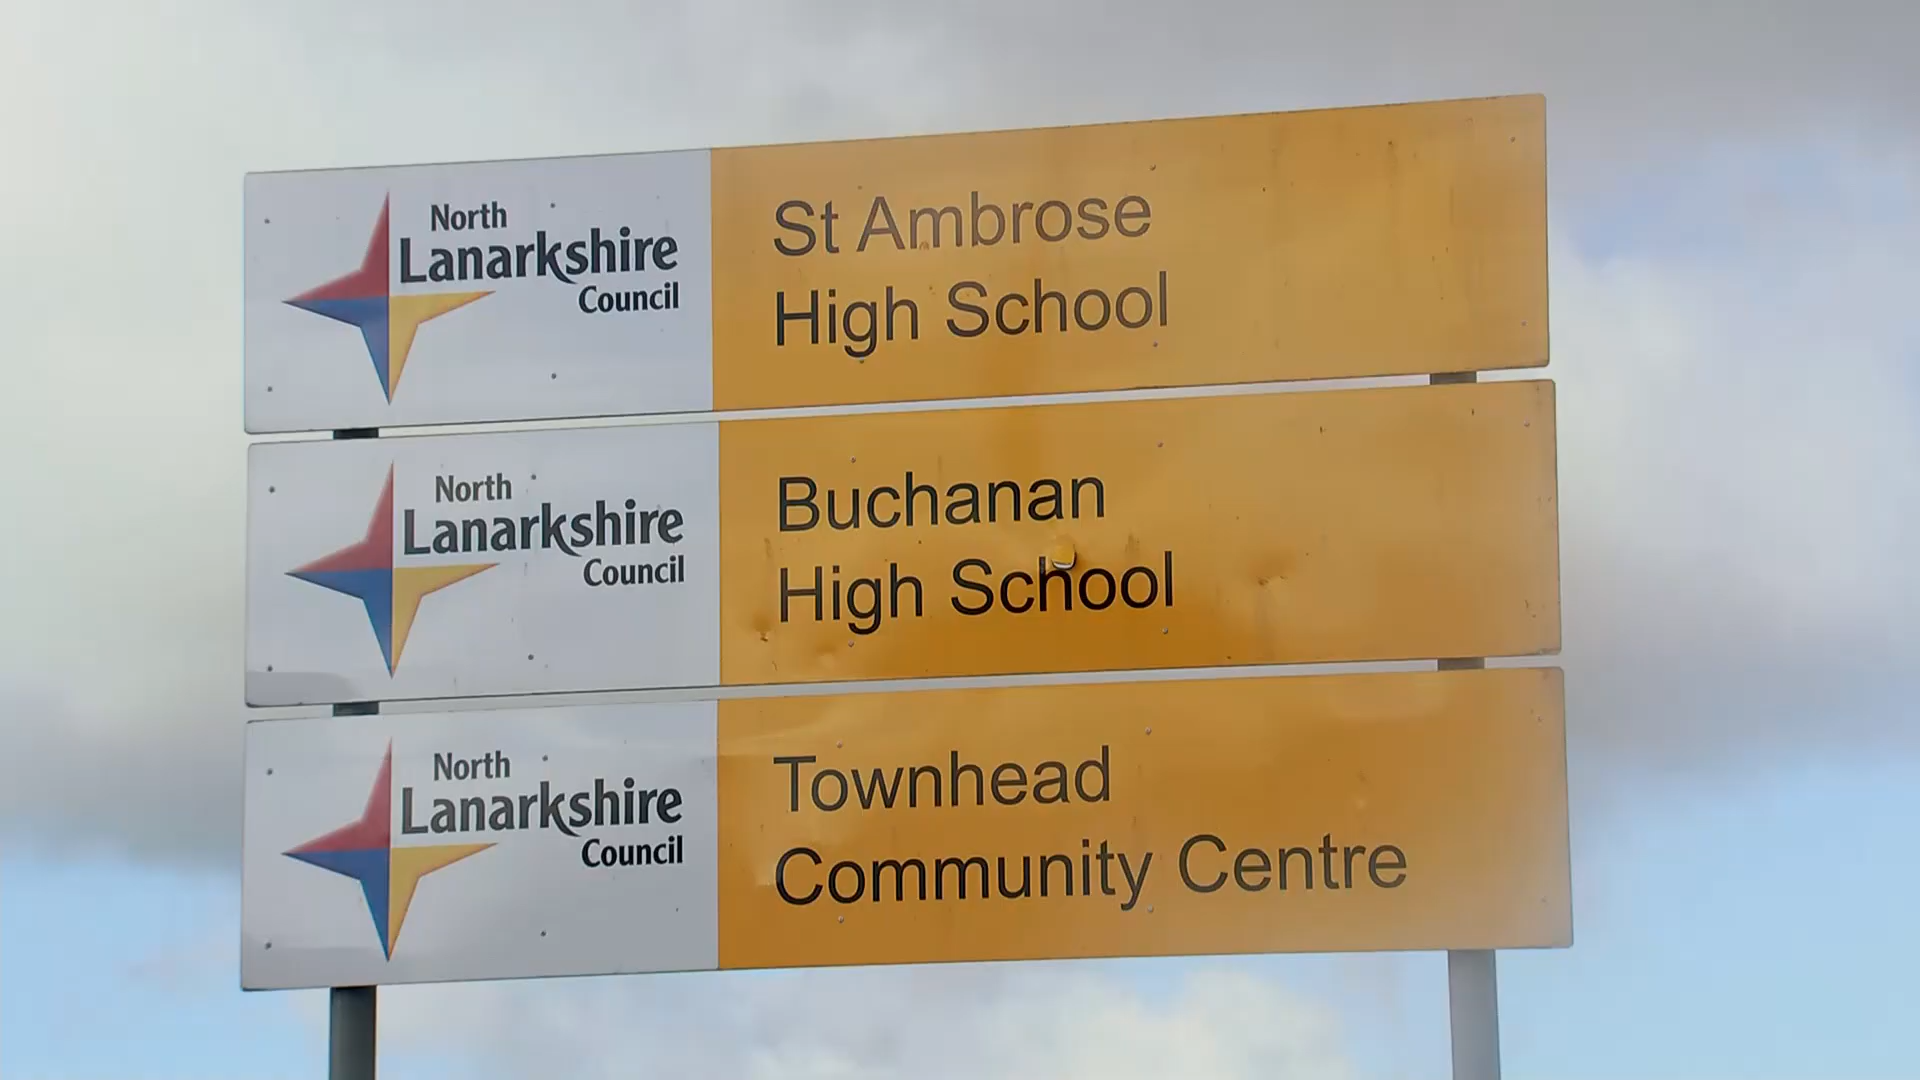 North
Lanarkshire
Council
St Ambrose
High School
North
Lanarkshire
Council
Buchanan
High School
North
Lanarkshire
Council
Townhead
Community Centre